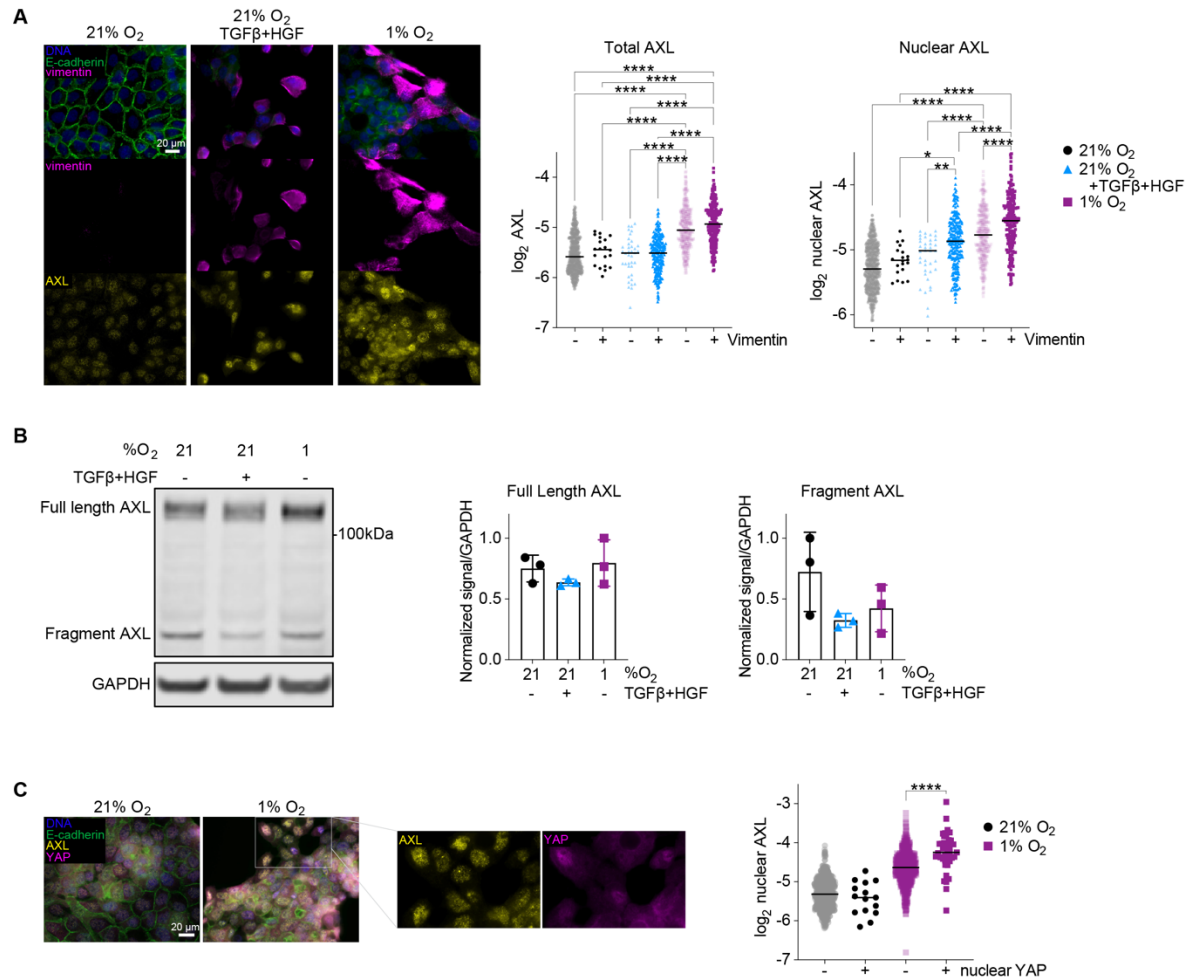 A
21% O2
21% O2
TGFβ+HGF
1% O2
DNA
E-cadherin
vimentin
20 µm
vimentin
AXL
Total AXL
****
****
****
****
****
****
****
****
log2 AXL
-4
-5
-6
-7
- + - + - + Vimentin
Nuclear AXL
****
****
****
****
* ****
**
log2 nuclear AXL
-4
-5
-6
- + - + - + Vimentin
21% O2
21% O2
+TGFβ+HGF
1% O2
B
%O2 21 21 1
TGFβ+HGF - + -
Full length AXL
-100kDa
Fragment AXL
GAPDH
Full Length AXL
Normalized signal/GAPDH
1.0
0.5
0.0
21 21 1 %O2
- + - TGFβ+HGF
Fragment AXL
Normalized signal/GAPDH
1.0
0.5
0.0
21 21 1 %O2
- + - TGFβ+HGF
C
21% O2
1% O2
DNA
E-cadherin
AXL
YAP
20 µm
AXL
YAP
****
log2 nuclear AXL
-3
-4
-5
-6
-7
- + - + nuclear YAP
21% O2
1% O2